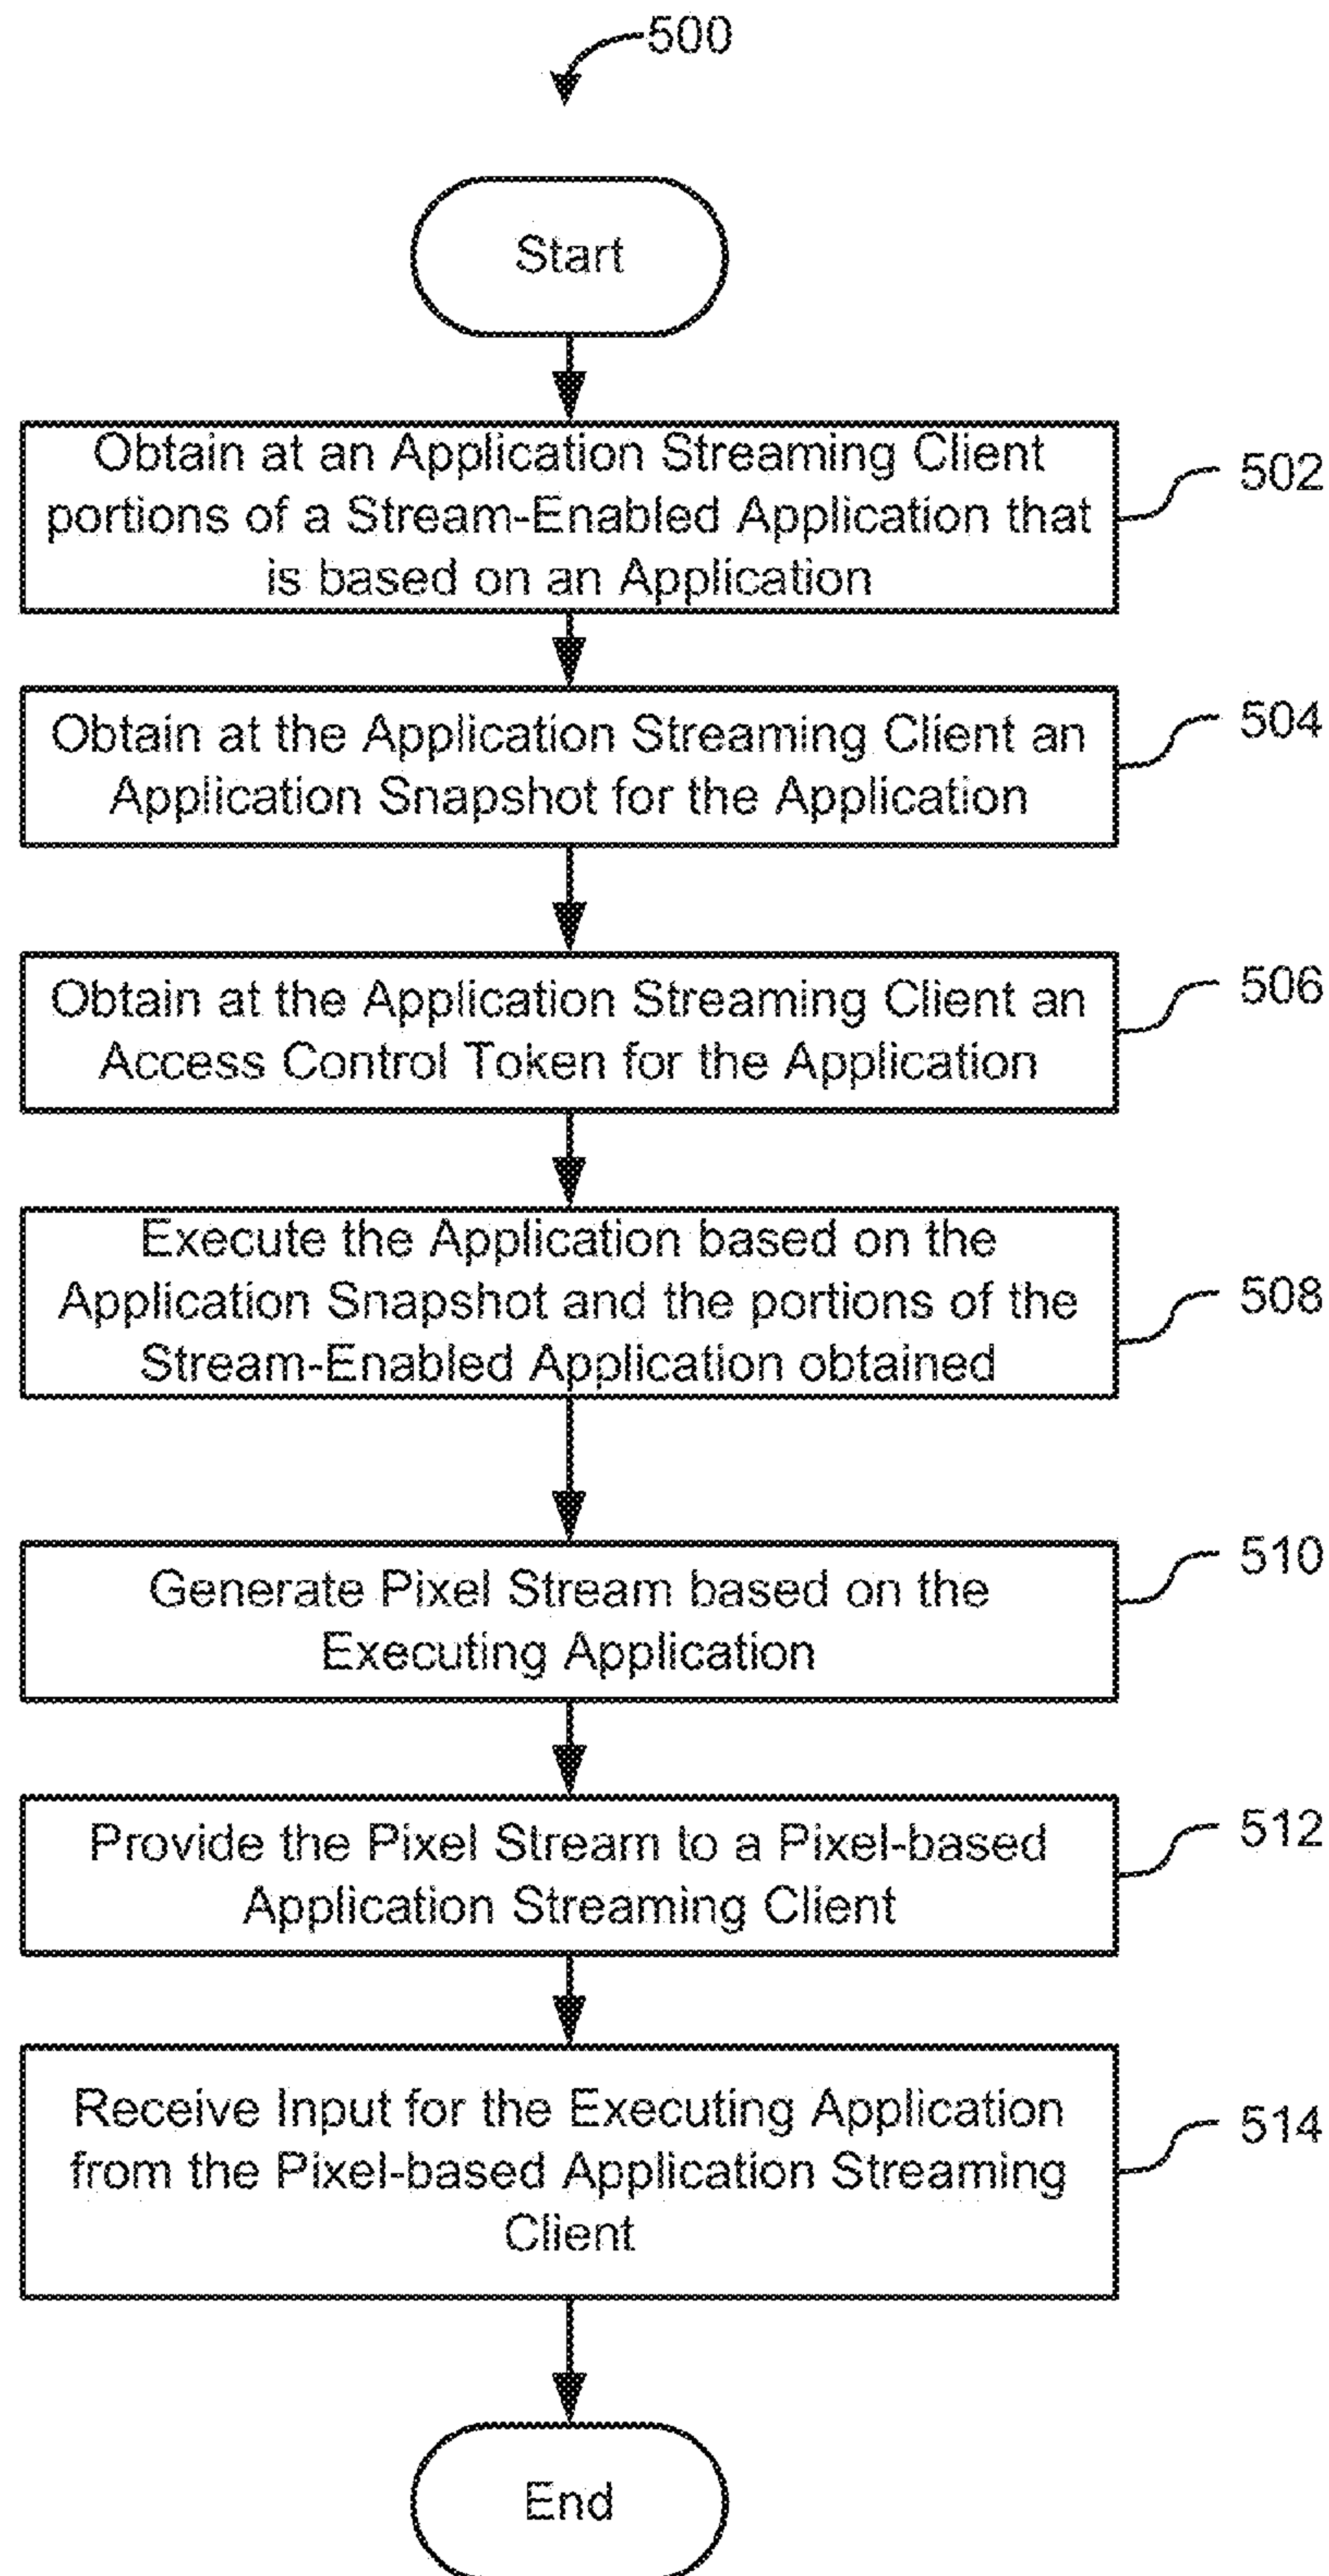 500
Start
Obtain at an Application Streaming Client
portions of a Stream-Enabled Application that
is based on an Application
502
Obtain at the Application Streaming Client an
Application Snapshot for the Application
504
Obtain at the Application Streaming Client an
Access Control Token for the Application
506
Execute the Application based on the
Application Snapshot and the portions of the
Stream-Enabled Application obtained
508
Generate Pixel Stream based on the
Executing Application
510
Provide the Pixel Stream to a Pixel-based
Application Streaming Client
512
Receive Input for the Executing Application
from the Pixel-based Application Streaming
Client
514
End